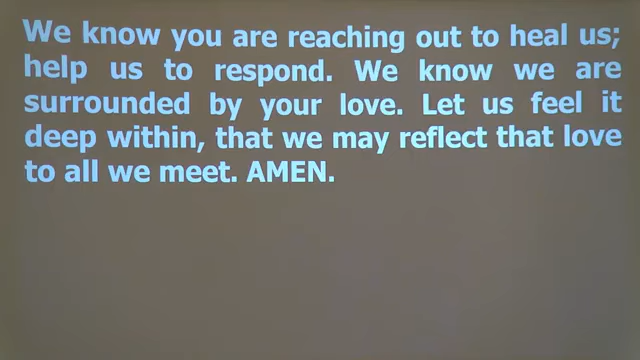 We know you are reaching out to heal us;
help us to respond. We know we are
surrounded by your love. Let us feel it
deep within, that we may reflect that love
to all we meet. AMEN.